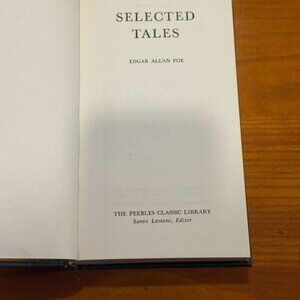 SELECTED
TALES
EDGAR ALLAN POE
THE PEEBLES CLASSIC LIBRARY
SANDY LESBERG, Editor